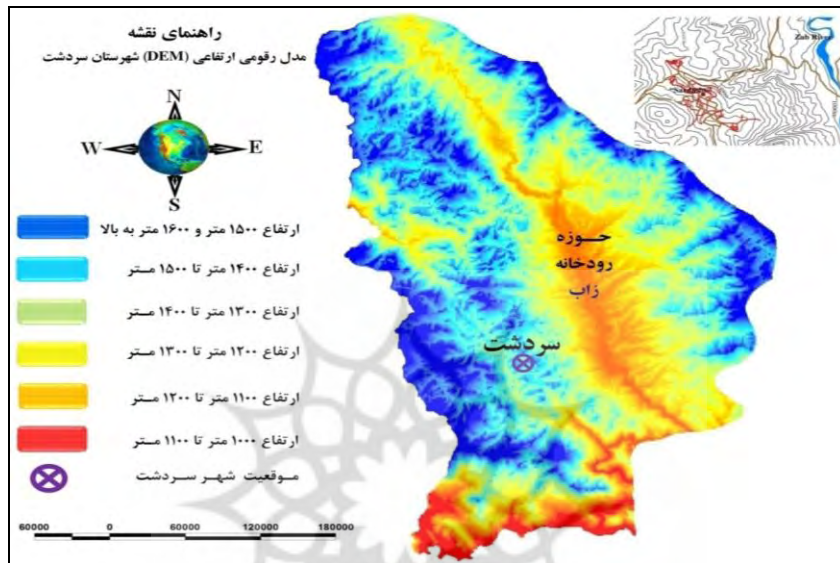 راهنمای نقشه
مدل رقومی ارتفاعی (DEM) شهرستان سردشت
N
W
E
S
ارتفاع ۱۵۰۰ متر و ۱۶۰۰ متر به بالا
ارتفاع ۱۴۰۰ متر تا ۱۵۰۰ متر
ارتفاع ۱۳۰۰ متر تا ۱۴۰۰ متر
ارتفاع ۱۲۰۰ متر تا ۱۳۰۰ متر
ارتفاع ۱۱۰۰ متر تا ۱۲۰۰ متر
ارتفاع ۱۰۰۰ متر تا ۱۱۰۰ متر
موقعیت شهر سردشت
60000 0 60000 120000 180000
حوزه
رودخانه
زاب
سردشت
Zab River